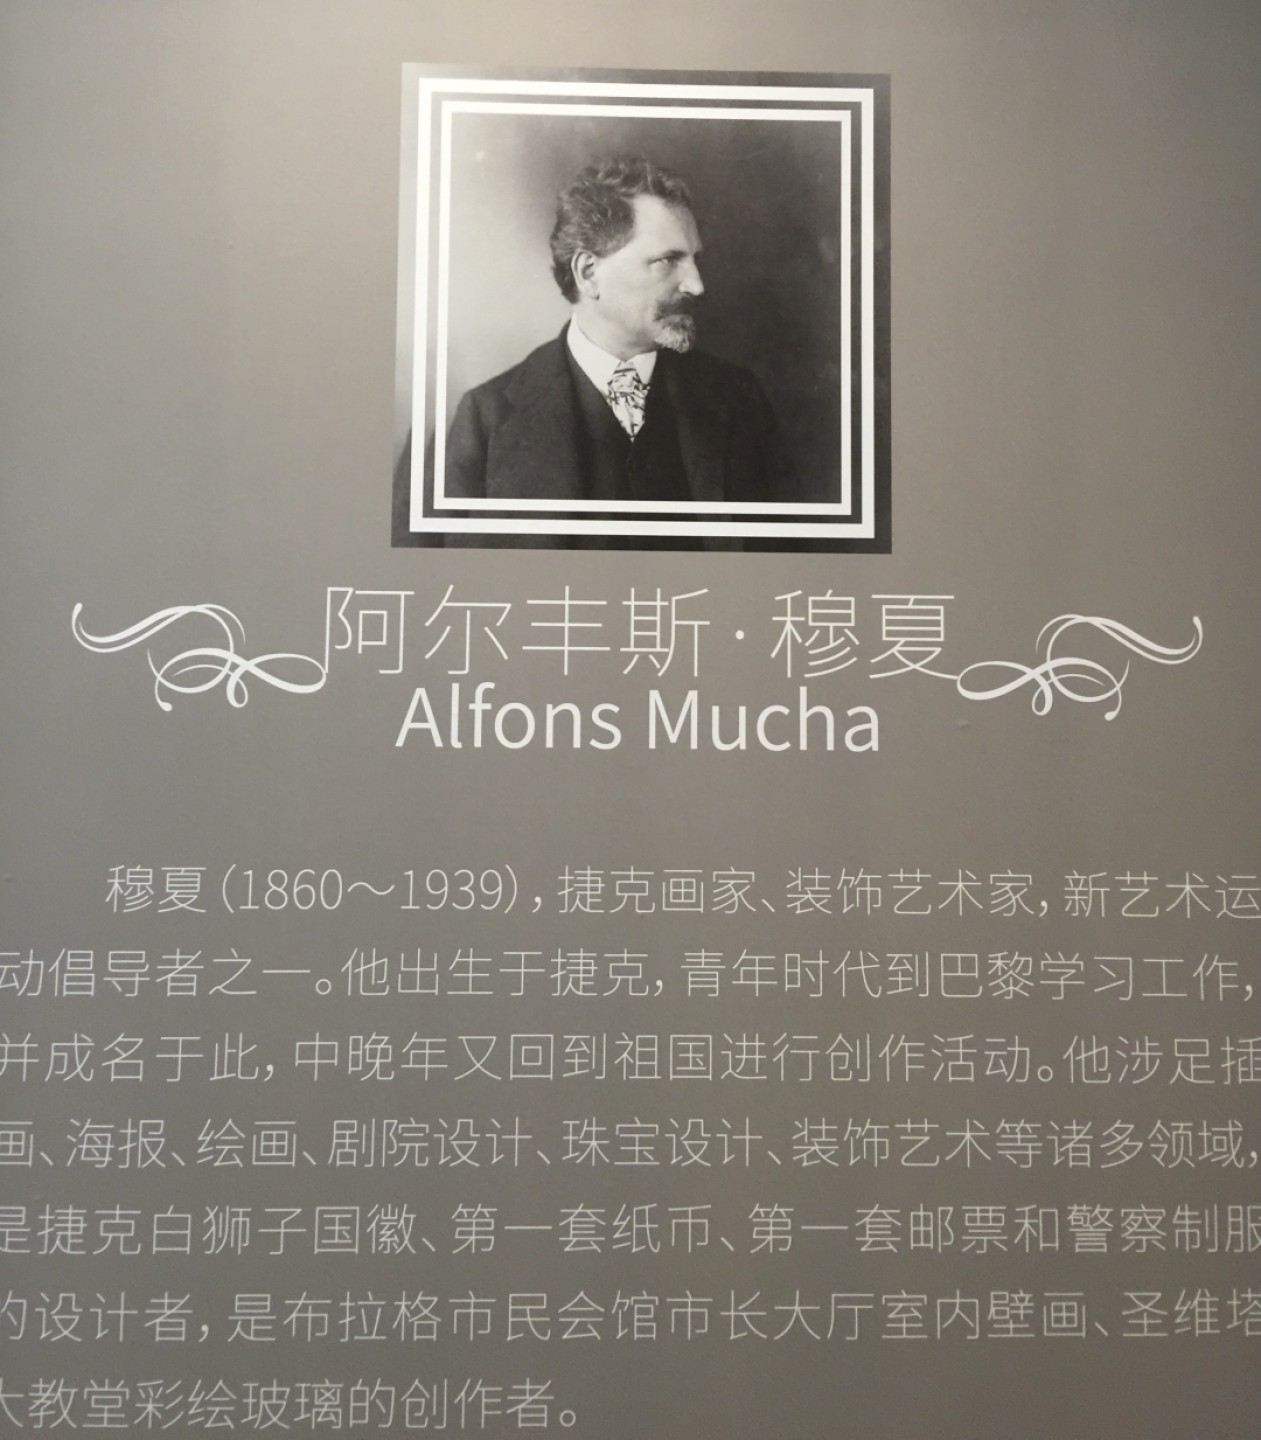 阿尔丰斯·穆夏
Alfons Mucha
穆夏（1860～1939），捷克画家、装饰艺术家，新艺术运
动倡导者之一。他出生于捷克，青年时代到巴黎学习工作，
并成名于此，中晚年又回到祖国进行创作活动。他涉足插
画、海报、绘画、剧院设计、珠宝设计、装饰艺术等诸多领域，
是捷克白狮子国徽、第一套纸币、第一套邮票和警察制服
的设计者，是布拉格市民会馆市长大厅室内壁画、圣维塔
大教堂彩绘玻璃的创作者。